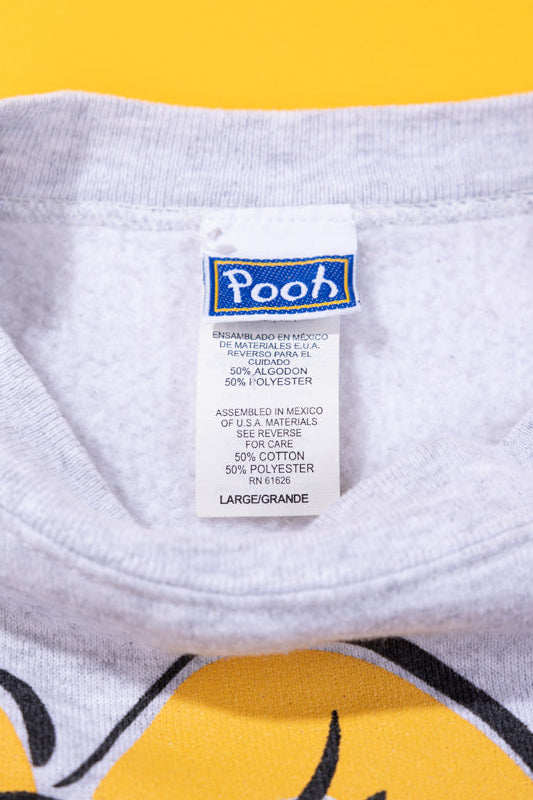 Pooh
ENSAMBLADO EN MÉXICO
DE MATERIALES E.U.A.
REVERSO PARA EL
CUIDADO
50% ALGODON
50% POLYESTER
ASSEMBLED IN MEXICO
OF U.S.A. MATERIALS
SEE REVERSE
FOR CARE
50% COTTON
50% POLYESTER
RN 61626
LARGE/GRANDE